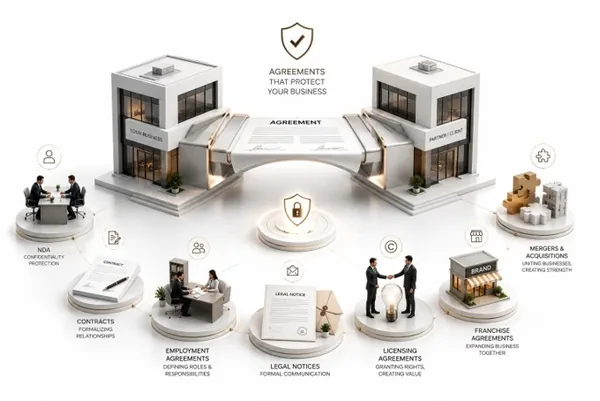 AGREEMENTS
THAT PROTECT
YOUR BUSINESS
YOUR BUSINESS
AGREEMENT
PARTNER / CLIENT
NDA
CONFIDENTIALITY
PROTECTION
CONTRACT
CONTRACTS
FORMALIZING
RELATIONSHIPS
EMPLOYMENT
AGREEMENTS
DEFINING ROLES &
RESPONSIBILITIES
LEGAL NOTICE
LEGAL NOTICES
FORMAL COMMUNICATION
©
LICENSING
AGREEMENTS
GRANTING RIGHTS,
CREATING VALUE
BRAND
FRANCHISE
AGREEMENTS
EXPANDING BUSINESS
TOGETHER
MERGERS &
ACQUISITIONS
UNITING BUSINESSES,
CREATING STRENGTH